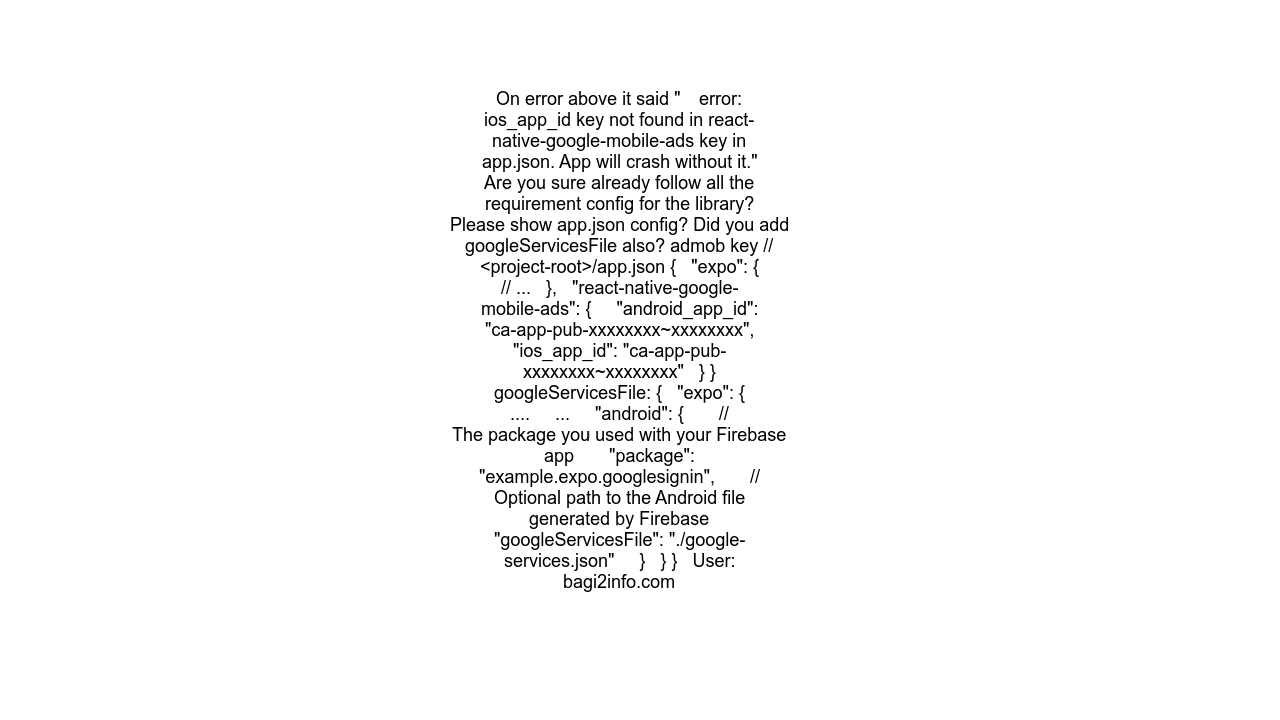 On error above it said "    error:
ios_app_id key not found in react-
native-google-mobile-ads key in
app.json. App will crash without it."
Are you sure already follow all the
requirement config for the library?
Please show app.json config? Did you add
googleServicesFile also? admob key //
<project-root>/app.json {   "expo": {
// ...   },   "react-native-google-
mobile-ads": {     "android_app_id":
"ca-app-pub-xxxxxxxx~xxxxxxxx",
"ios_app_id": "ca-app-pub-
xxxxxxxx~xxxxxxxx"   } }
googleServicesFile: {   "expo": {
....     ...     "android": {       //
The package you used with your Firebase
app       "package":
"example.expo.googlesignin",       //
Optional path to the Android file
generated by Firebase
"googleServicesFile": "./google-
services.json"     }   } }   User:
bagi2info.com